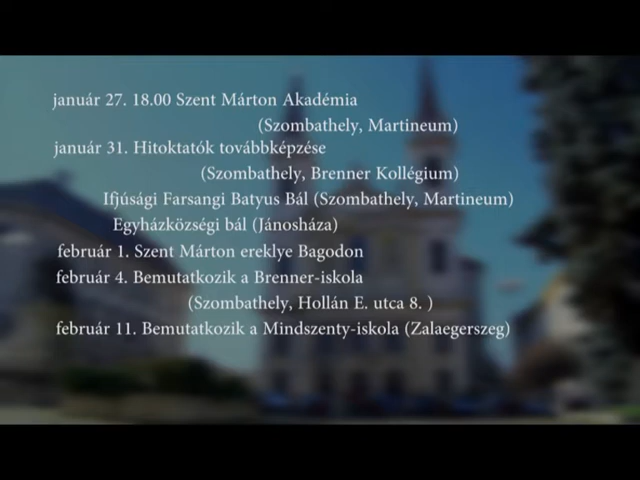 január 27. 18.00 Szent Márton Akadémia
(Szombathely, Martineum)
január 31. Hitoktatók továbbképzése
(Szombathely, Brenner Kollégium)
Ifjúsági Farsangi Batyus Bál (Szombathely, Martineum)
Egyházközségi bál (Jánosháza)
február 1. Szent Márton ereklye Bagodon
február 4. Bemutatkozik a Brenner-iskola
(Szombathely, Hollán E. utca 8. )
február 11. Bemutatkozik a Mindszenty-iskola (Zalaegerszeg)